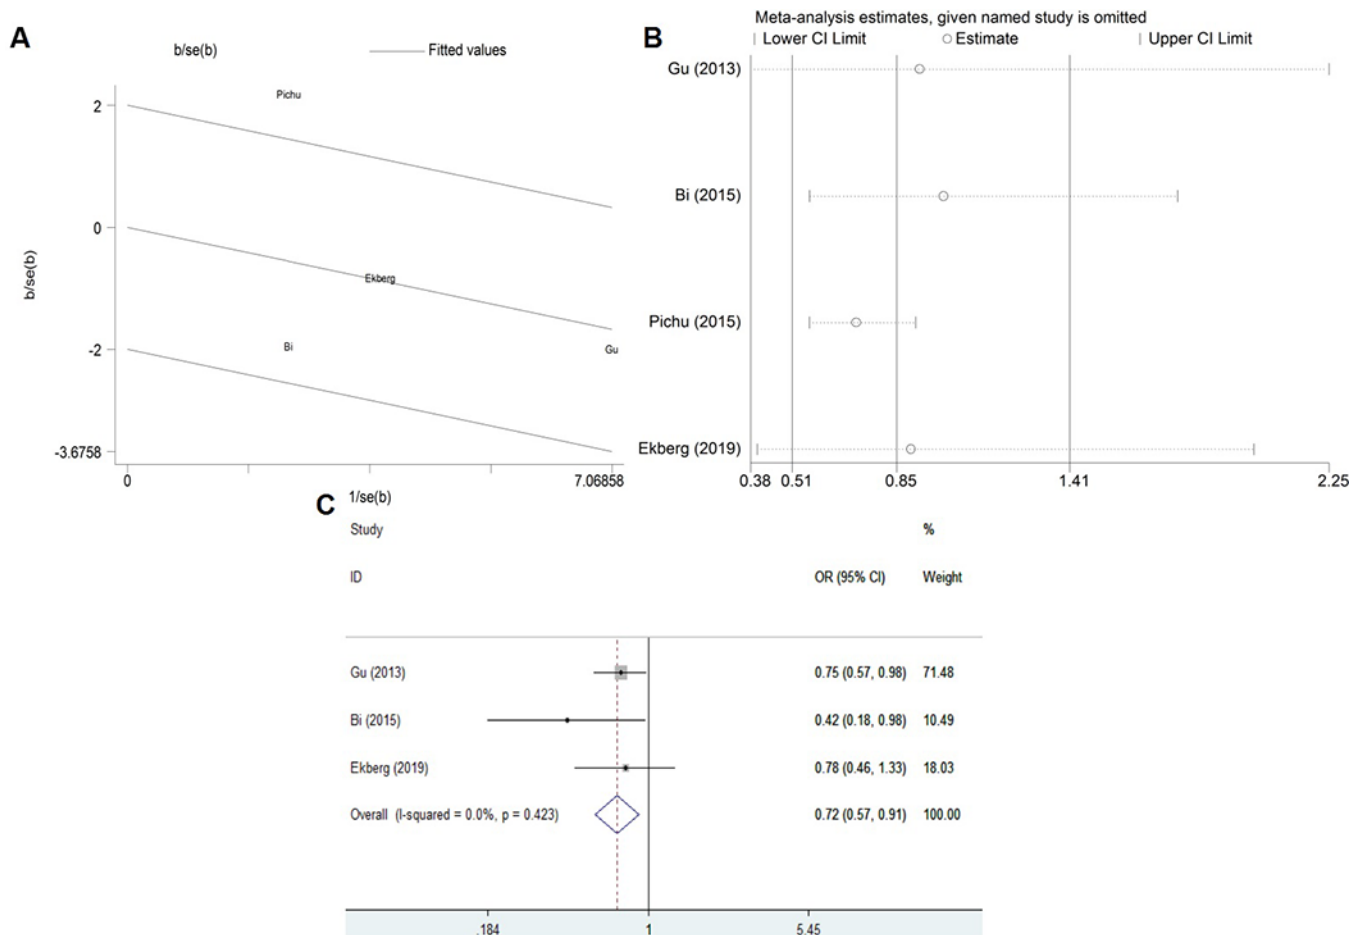 A
b/se(b)
Fitted values
b/se(b)
2
0
-2
-3.6758
Pichu
Ekberg
Bi
Gu
0
7.06858
1/se(b)
B
Meta-analysis estimates, given named study is omitted
Lower CI Limit
Estimate
Upper CI Limit
Gu (2013)
Bi (2015)
Pichu (2015)
Ekberg (2019)
0.38 0.51 0.85 1.41 2.25
C
Study %
ID OR (95% CI) Weight
Gu (2013) 0.75 (0.57, 0.98) 71.48
Bi (2015) 0.42 (0.18, 0.98) 10.49
Ekberg (2019) 0.78 (0.46, 1.33) 18.03
Overall (I-squared = 0.0%, p = 0.423) 0.72 (0.57, 0.91) 100.00
.184 1 5.45